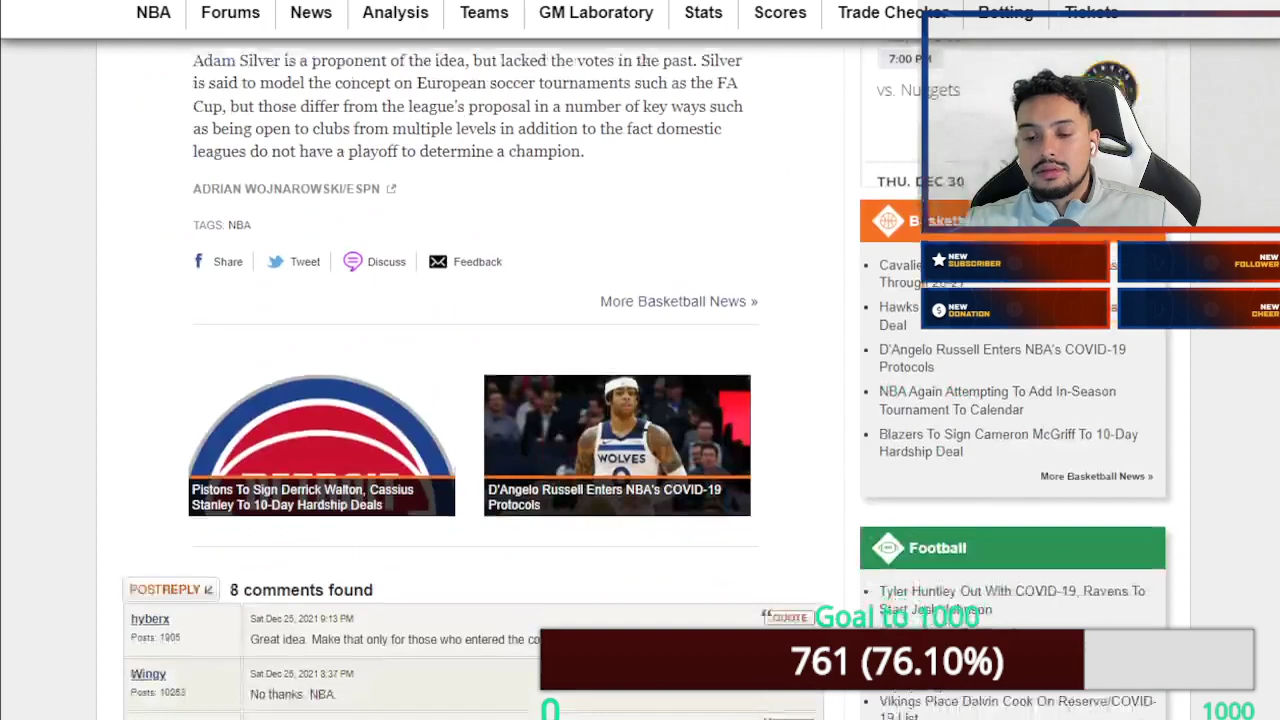 NBA Forums News Analysis Teams GM Laboratory Stats Scores Trade Checker Betting Tickets
Adam Silver is a proponent of the idea, but lacked the votes in the past. Silver
is said to model the concept on European soccer tournaments such as the FA
Cup, but those differ from the league's proposal in a number of key ways such
as being open to clubs from multiple levels in addition to the fact domestic
leagues do not have a playoff to determine a champion.
ADRIAN WOJNAROWSKI/ESPN
TAGS: NBA
Share Tweet Discuss Feedback
More Basketball News »
Pistons To Sign Derrick Walton, Cassius
Stanley To 10-Day Hardship Deals
WOLVES
D'Angelo Russell Enters NBA's COVID-19
Protocols
POSTREPLY 8 comments found
hyberx
Posts: 1905
Sat Dec 25, 2021 9:13 PM
QUOTE
Great idea. Make that only for those who entered the
Wingy
Posts: 10253
Sat Dec 25, 2021 3:37 PM
No thanks. NBA.
7:00 PM
vs. Nuggets
THU. DEC 30
NEW
SUBSCRIBER
NEW
FOLLOWER
NEW
DONATION
NEW
CHEER
Through
Hawks
Deal
D'Angelo Russell Enters NBA's COVID-19
Protocols
NBA Again Attempting To Add In-Season
Tournament To Calendar
Blazers To Sign Cameron McGriff To 10-Day
Hardship Deal
More Basketball News »
Football
Tyler Huntley Out With COVID-19, Ravens To
Start Josh Johnson
Goal to 1000
761 (76.10%)
0
1000
Vikings Place Dalvin Cook On Reserve/COVID-
19 List